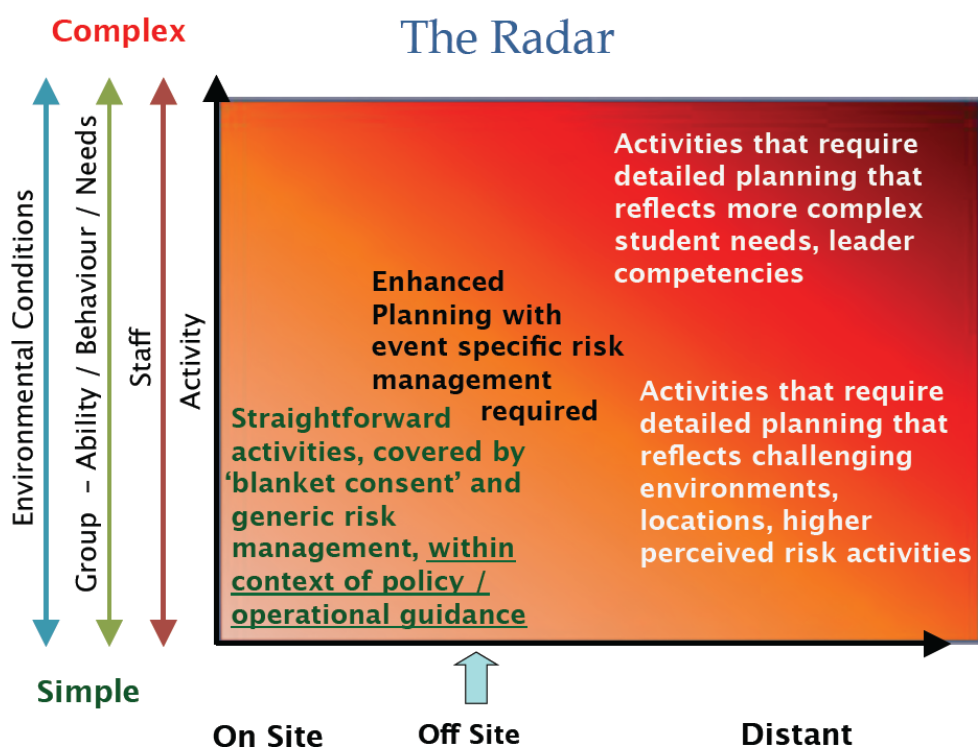 Complex
The Radar
Environmental Conditions
Group - Ability / Behaviour / Needs
Staff
Activity
Activities that require
detailed planning that
reflects more complex
student needs, leader
competencies
Enhanced
Planning with
event specific risk
management
required
Straightforward
activities, covered by
‘blanket consent’ and
generic risk
management, within
context of policy /
operational guidance
Activities that require
detailed planning that
reflects challenging
environments,
locations, higher
perceived risk activities
Simple
On Site
Off Site
Distant